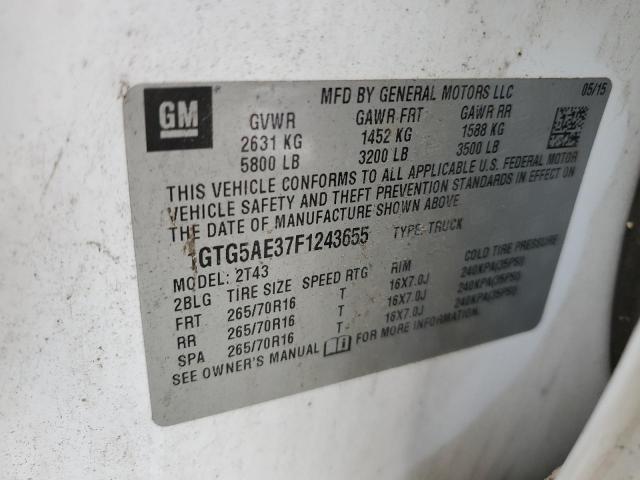 MFD BY GENERAL MOTORS LLC 05/15
GM
GVWR GAWR FRT GAWR RR
2631 KG 1452 KG 1588 KG
5800 LB 3200 LB 3500 LB
THIS VEHICLE CONFORMS TO ALL APPLICABLE U.S. FEDERAL MOTOR
VEHICLE SAFETY AND THEFT PREVENTION STANDARDS IN EFFECT ON
THE DATE OF MANUFACTURE SHOWN ABOVE
1GTG5AE37F1243655 TYPE: TRUCK
MODEL: 2T43
2BLG TIRE SIZE SPEED RTG RIM COLD TIRE PRESSURE
FRT 265/70R16 T 16X7.0J 240KPA(35PSI)
RR 265/70R16 T 16X7.0J 240KPA(35PSI)
SPA 265/70R16 T 16X7.0J 240KPA(35PSI)
SEE OWNER'S MANUAL FOR MORE INFORMATION.